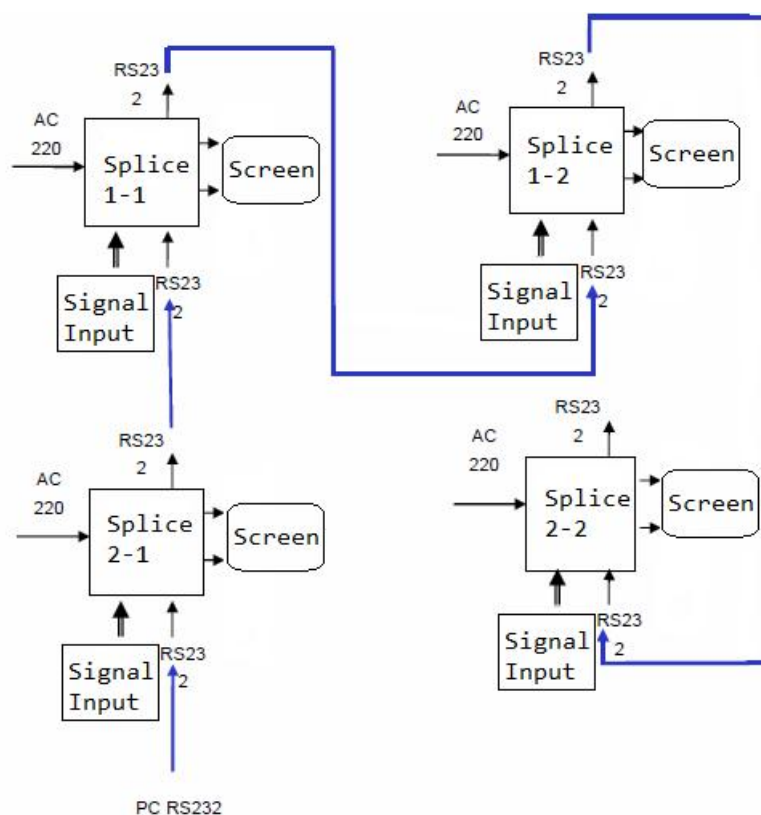 RS23
2
AC
220
Splice
1-1
Screen
Signal
Input
RS23
2
RS23
2
AC
220
Splice
1-2
Screen
Signal
Input
RS23
2
RS23
2
AC
220
Splice
2-1
Screen
Signal
Input
RS23
2
PC RS232
RS23
2
AC
220
Splice
2-2
Screen
Signal
Input
RS23
2